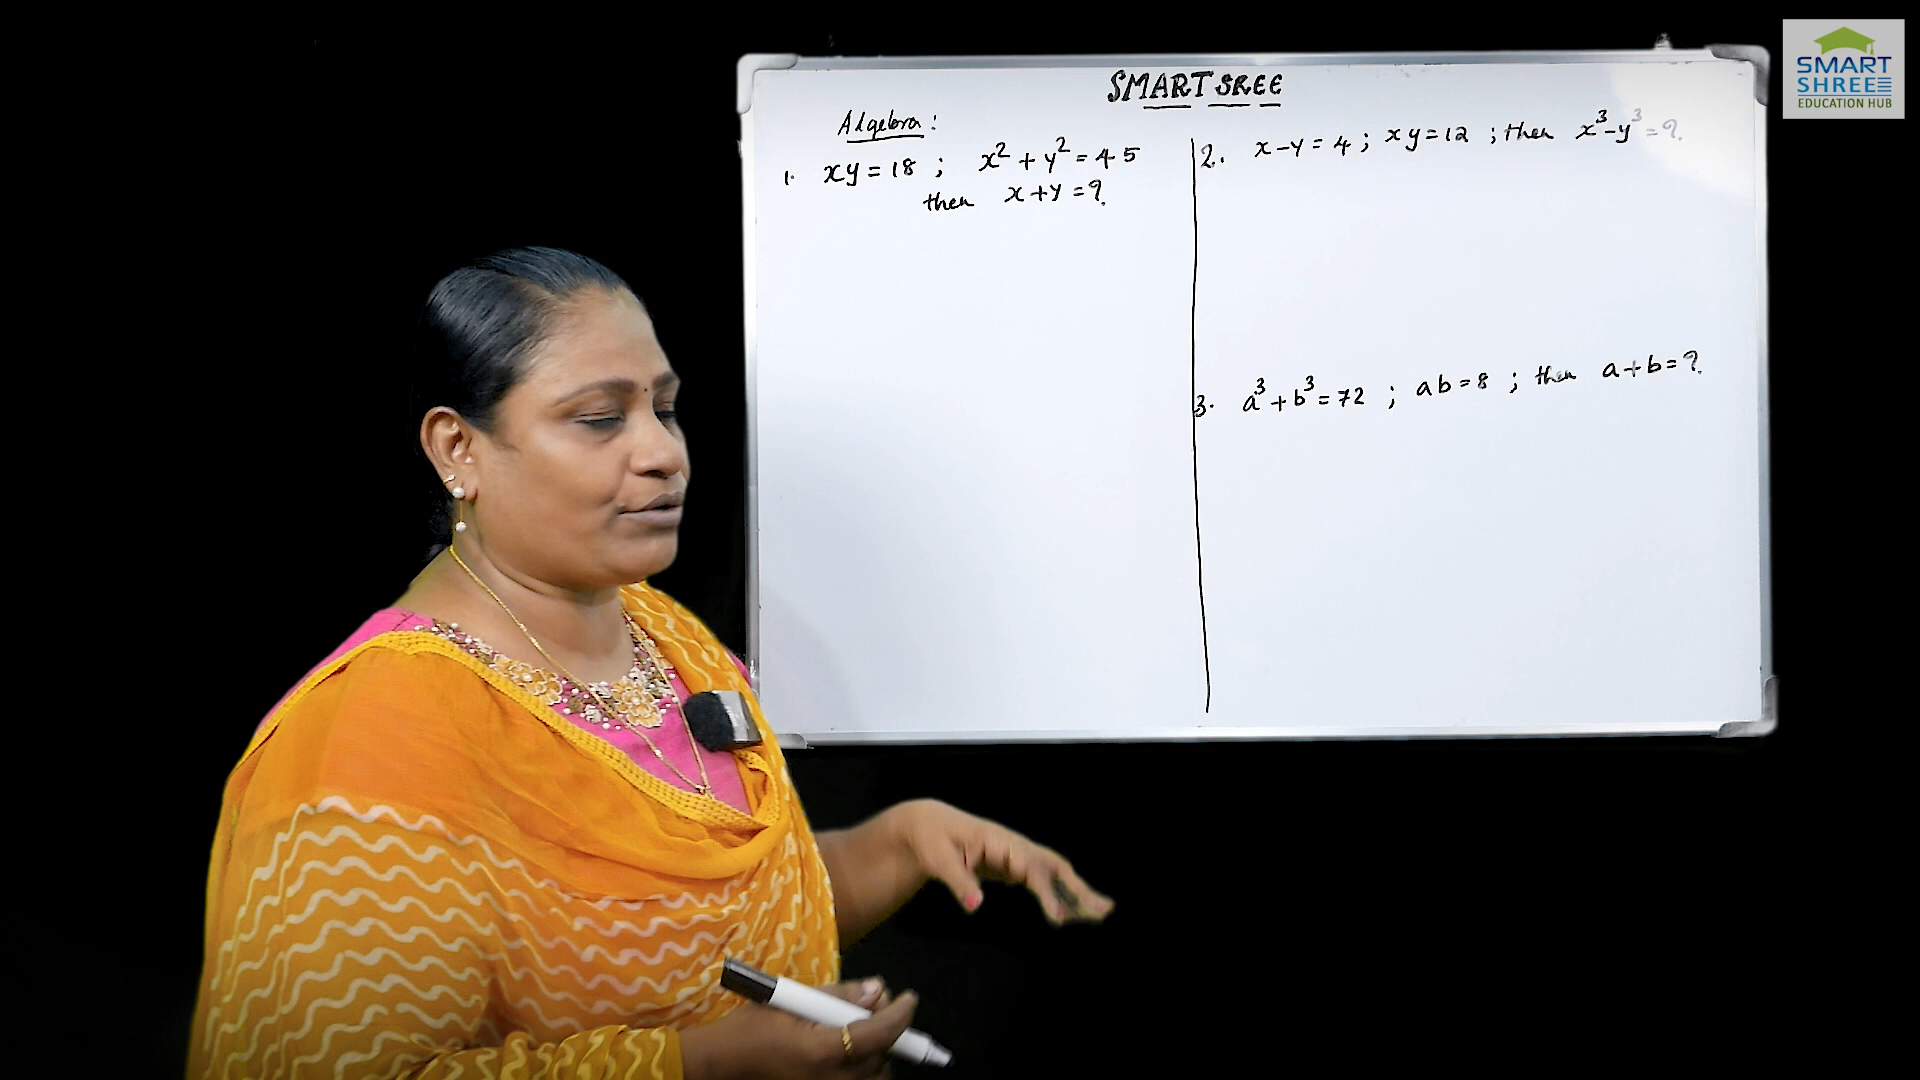 SMART SREE
Algebra:
1. xy = 18 ; x² + y² = 45
then x + y = ?
2. x - y = 4 ; xy = 12 ; then x³ - y³ = ?
3. a³ + b³ = 72 ; ab = 8 ; then a + b = ?
SMART
SHREE
EDUCATION HUB